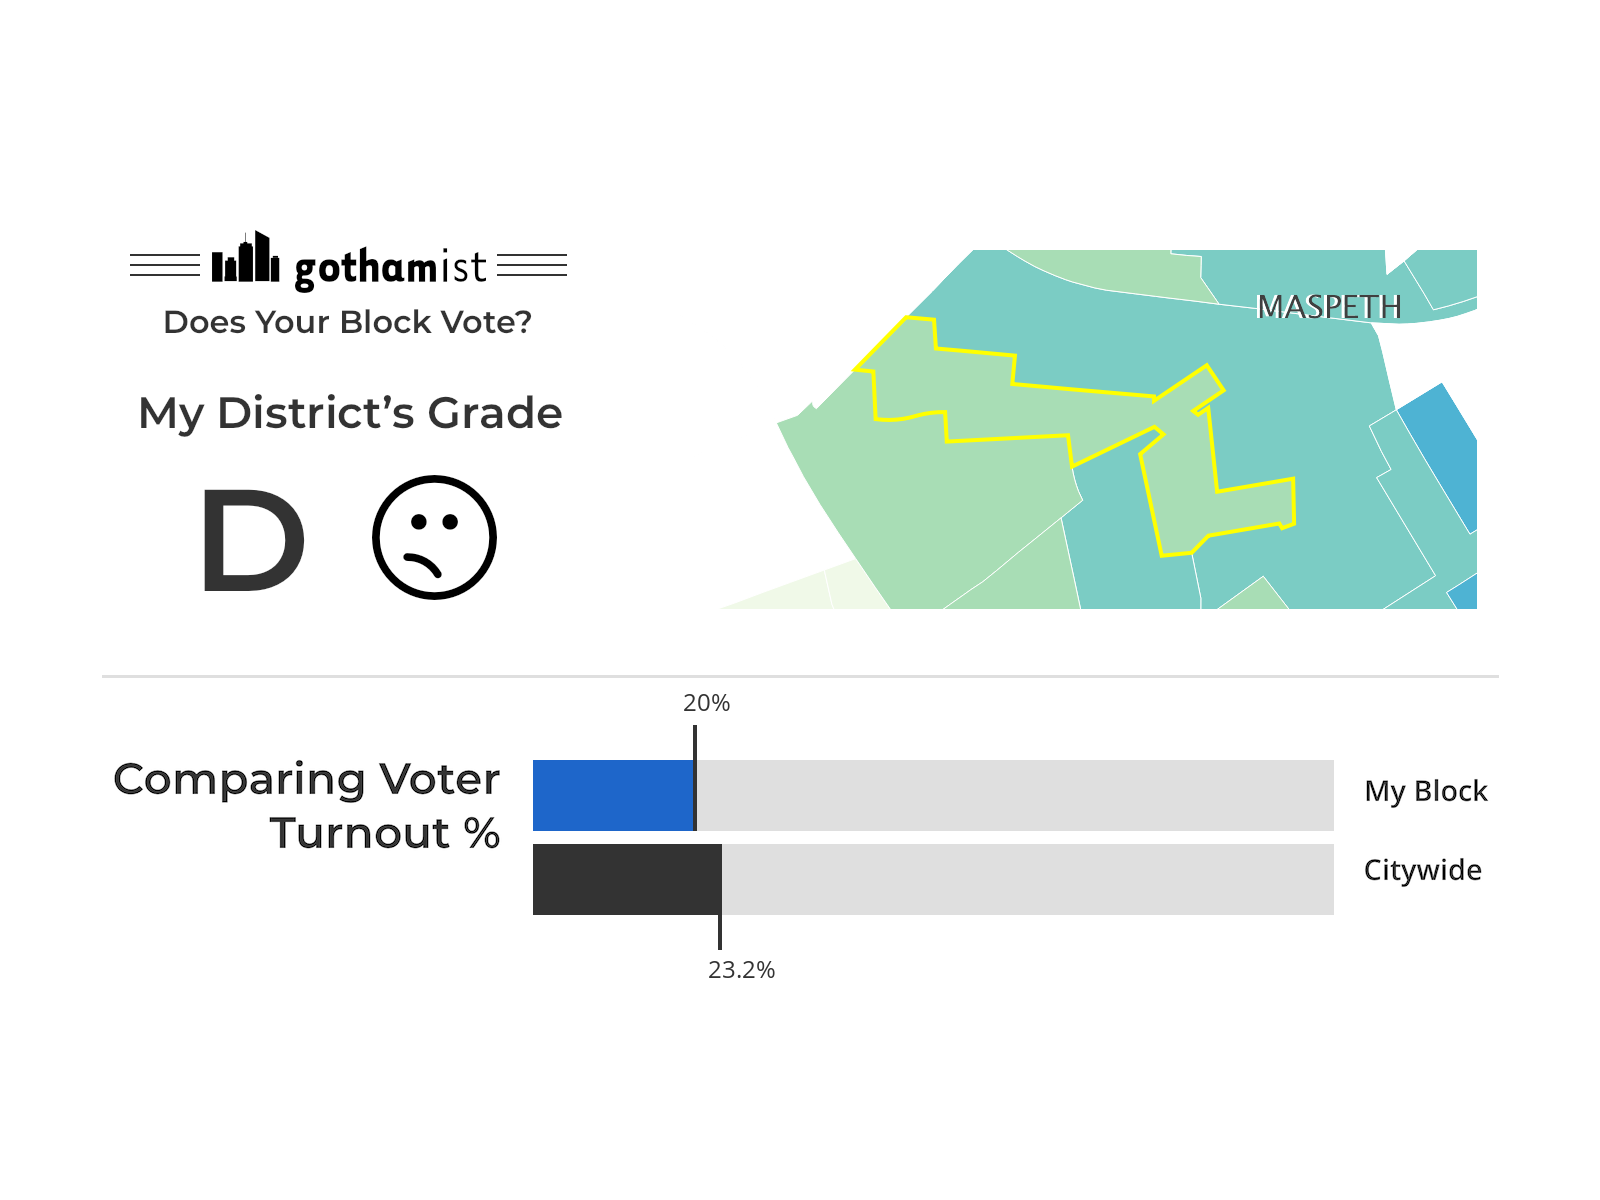 gothamist
Does Your Block Vote?
My District’s Grade
D
MASPETH
20%
Comparing Voter
Turnout %
My Block
Citywide
23.2%